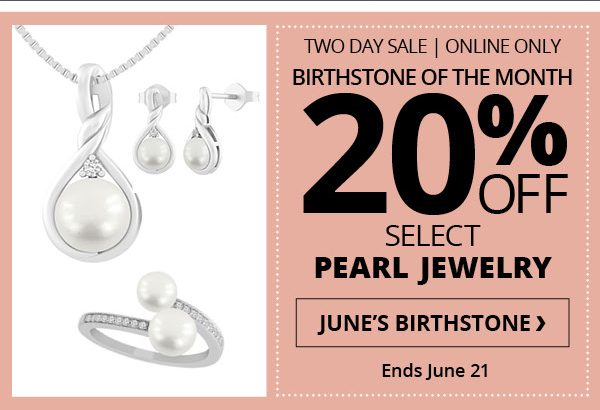 TWO DAY SALE | ONLINE ONLY
BIRTHSTONE OF THE MONTH
20% OFF
SELECT
PEARL JEWELRY
JUNE'S BIRTHSTONE ›
Ends June 21